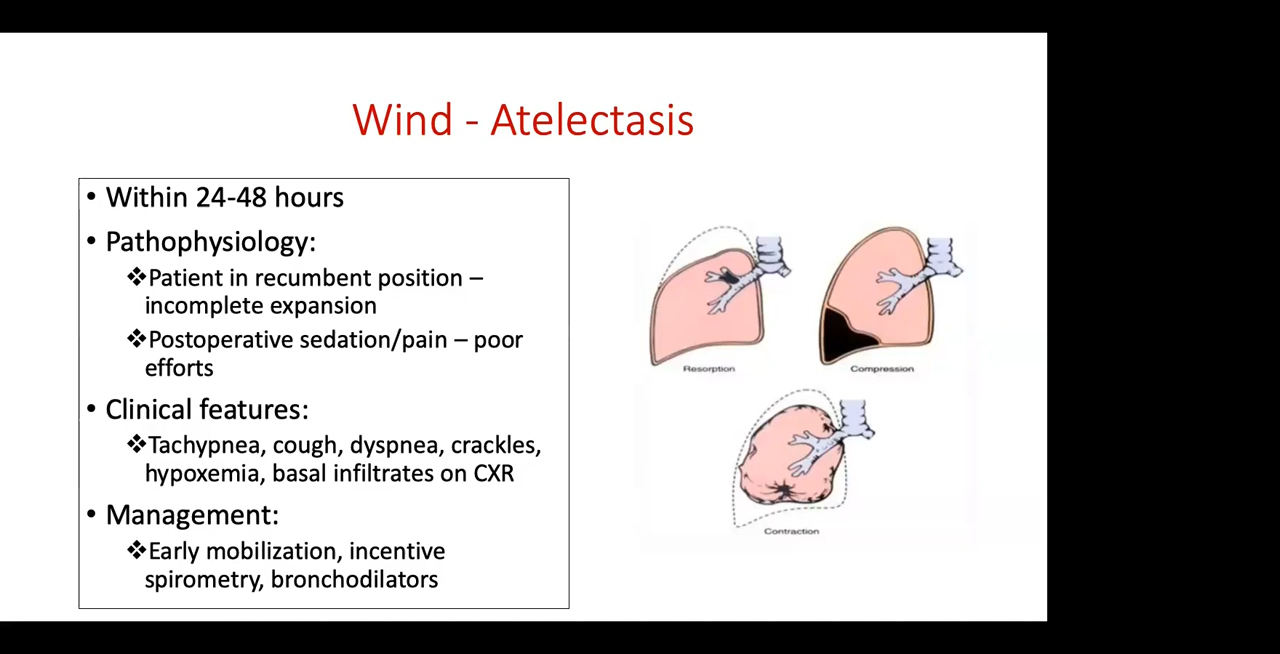 Wind - Atelectasis
• Within 24-48 hours
• Pathophysiology:
❖Patient in recumbent position –
incomplete expansion
❖Postoperative sedation/pain – poor
efforts
• Clinical features:
❖Tachypnea, cough, dyspnea, crackles,
hypoxemia, basal infiltrates on CXR
• Management:
❖Early mobilization, incentive
spirometry, bronchodilators
Resorption
Compression
Contraction